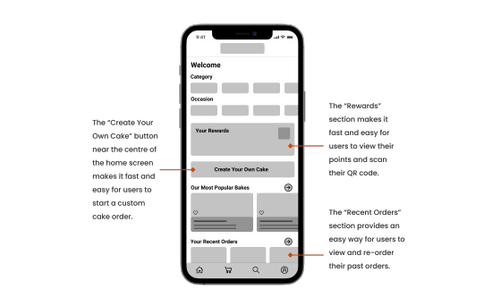 9:41
Welcome
Category
Occasion
Your Rewards
Create Your Own Cake
Our Most Popular Bakes
Your Recent Orders
The “Create Your
Own Cake” button
near the centre of
the home screen
makes it fast and
easy for users to
start a custom
cake order.
The “Rewards”
section makes it
fast and easy for
users to view their
points and scan
their QR code.
The “Recent Orders”
section provides an
easy way for users to
view and re-order
their past orders.